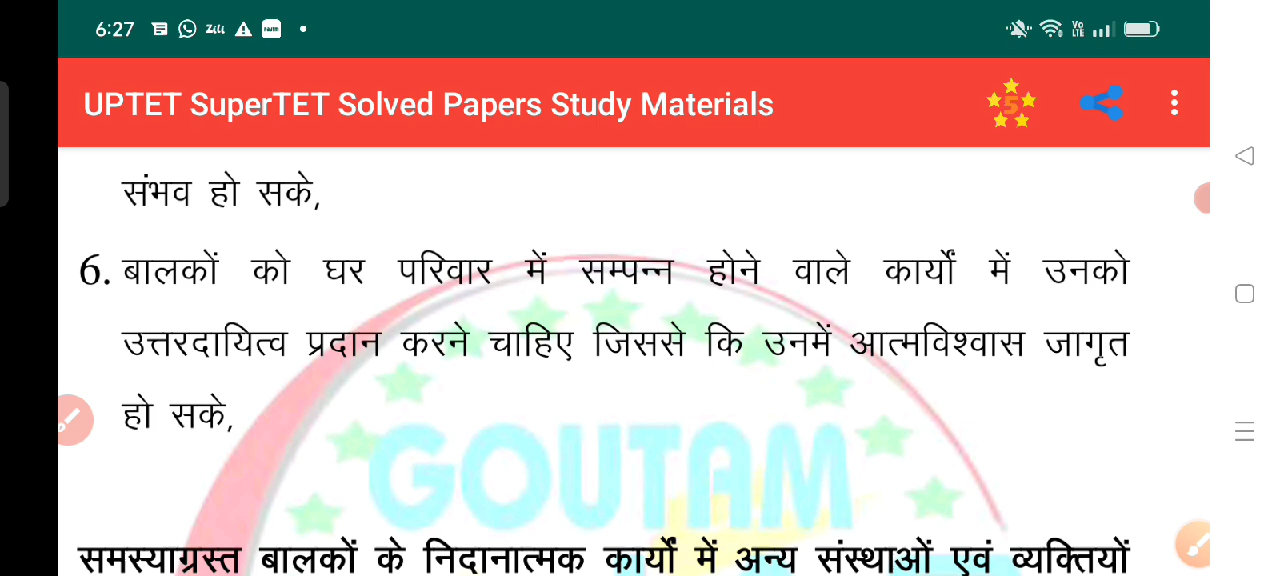 6:27
UPTET SuperTET Solved Papers Study Materials
5
संभव हो सके,
6. बालकों को घर परिवार में सम्पन्न होने वाले कार्यों में उनको
उत्तरदायित्व प्रदान करने चाहिए जिससे कि उनमें आत्मविश्वास जागृत
हो सके,
GOUTAM
समस्याग्रस्त बालकों के निदानात्मक कार्यों में अन्य संस्थाओं एवं व्यक्तियों